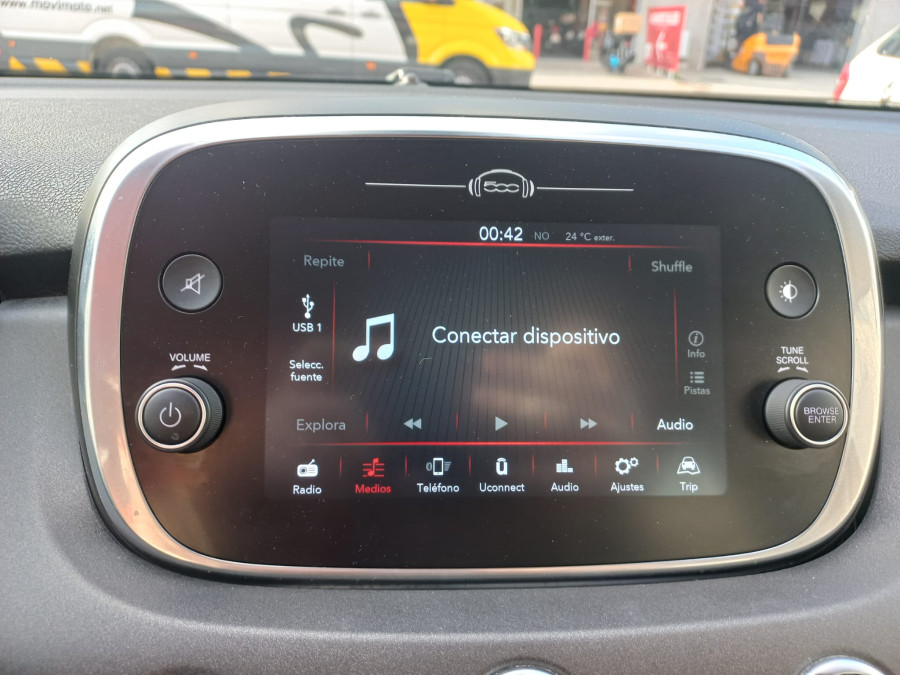 www.movimoto.net
500
00:42 NO 24 °C exter.
Repite
Shuffle
USB 1
Conectar dispositivo
Info
Selecc.
fuente
Pistas
Explora
Audio
Radio
Medios
Teléfono
Uconnect
Audio
Ajustes
Trip
VOLUME
TUNE
SCROLL
BROWSE
ENTER